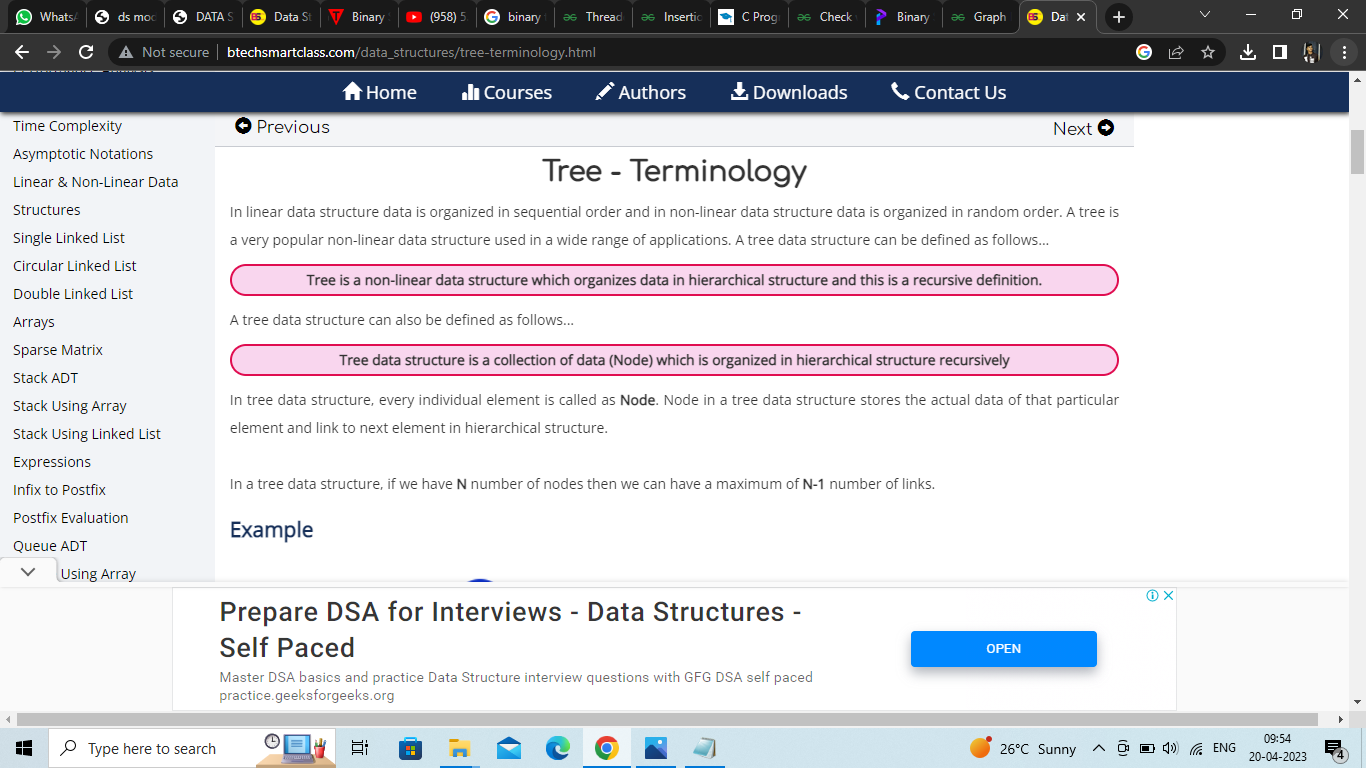 WhatsA
ds moc
DATA S
Data St
Binary
(958) 5.
binary
Thread
Insertic
C Prog
Check
Binary
Graph
Dat
Not secure
btechsmartclass.com/data_structures/tree-terminology.html
Home
Courses
Authors
Downloads
Contact Us
Time Complexity
Asymptotic Notations
Linear & Non-Linear Data
Structures
Single Linked List
Circular Linked List
Double Linked List
Arrays
Sparse Matrix
Stack ADT
Stack Using Array
Stack Using Linked List
Expressions
Infix to Postfix
Postfix Evaluation
Queue ADT
Using Array
Previous
Next
Tree - Terminology
In linear data structure data is organized in sequential order and in non-linear data structure data is organized in random order. A tree is
a very popular non-linear data structure used in a wide range of applications. A tree data structure can be defined as follows...
Tree is a non-linear data structure which organizes data in hierarchical structure and this is a recursive definition.
A tree data structure can also be defined as follows...
Tree data structure is a collection of data (Node) which is organized in hierarchical structure recursively
In tree data structure, every individual element is called as Node. Node in a tree data structure stores the actual data of that particular
element and link to next element in hierarchical structure.
In a tree data structure, if we have N number of nodes then we can have a maximum of N-1 number of links.
Example
Prepare DSA for Interviews - Data Structures -
Self Paced
Master DSA basics and practice Data Structure interview questions with GFG DSA self paced
practice.geeksforgeeks.org
OPEN
Type here to search
26°C Sunny
ENG
09:54
20-04-2023
4